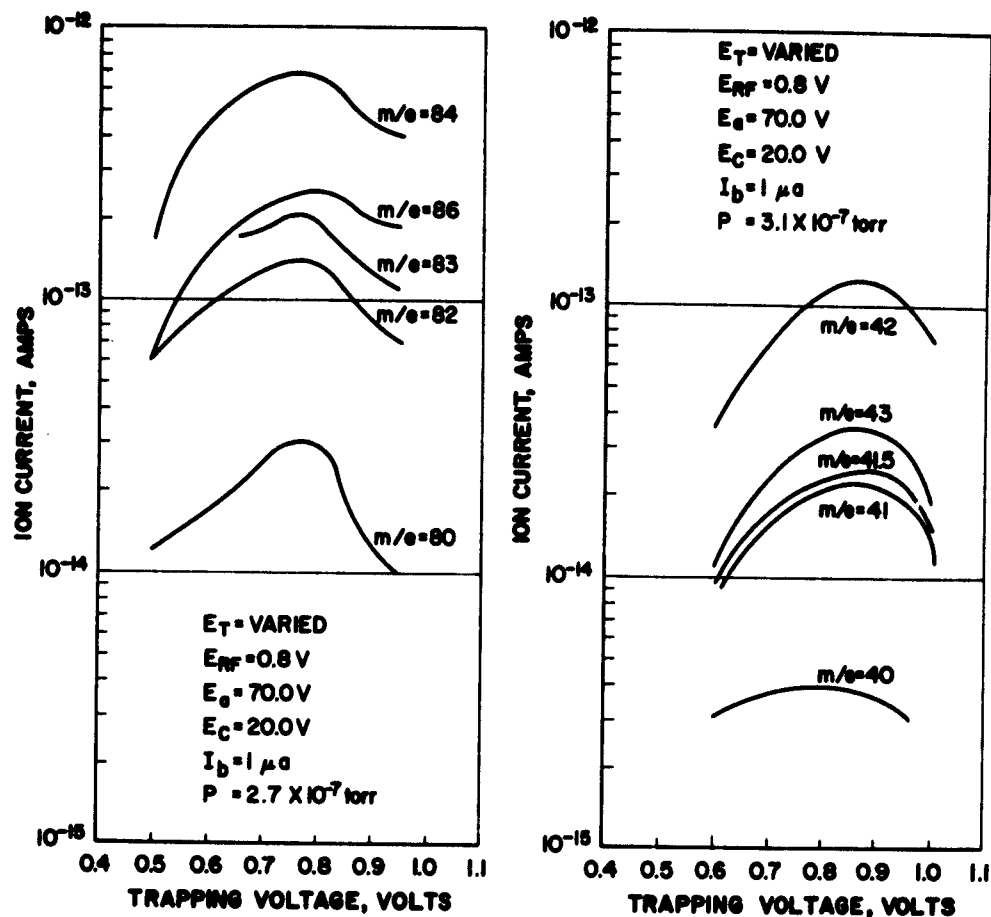 10⁻¹²
10⁻¹³
10⁻¹⁴
10⁻¹⁵
ION CURRENT, AMPS
m/e=84
m/e=86
m/e=83
m/e=82
m/e=80
E_T = VARIED
E_RF = 0.8 V
E_a = 70.0 V
E_C = 20.0 V
I_b = 1 μa
P = 2.7 X 10⁻⁷ torr
0.4 0.5 0.6 0.7 0.8 0.9 1.0 1.1
TRAPPING VOLTAGE, VOLTS
10⁻¹²
10⁻¹³
10⁻¹⁴
10⁻¹⁵
ION CURRENT, AMPS
E_T = VARIED
E_RF = 0.8 V
E_a = 70.0 V
E_C = 20.0 V
I_b = 1 μa
P = 3.1 X 10⁻⁷ torr
m/e=42
m/e=43
m/e=41.5
m/e=41
m/e=40
0.4 0.5 0.6 0.7 0.8 0.9 1.0 1.1
TRAPPING VOLTAGE, VOLTS